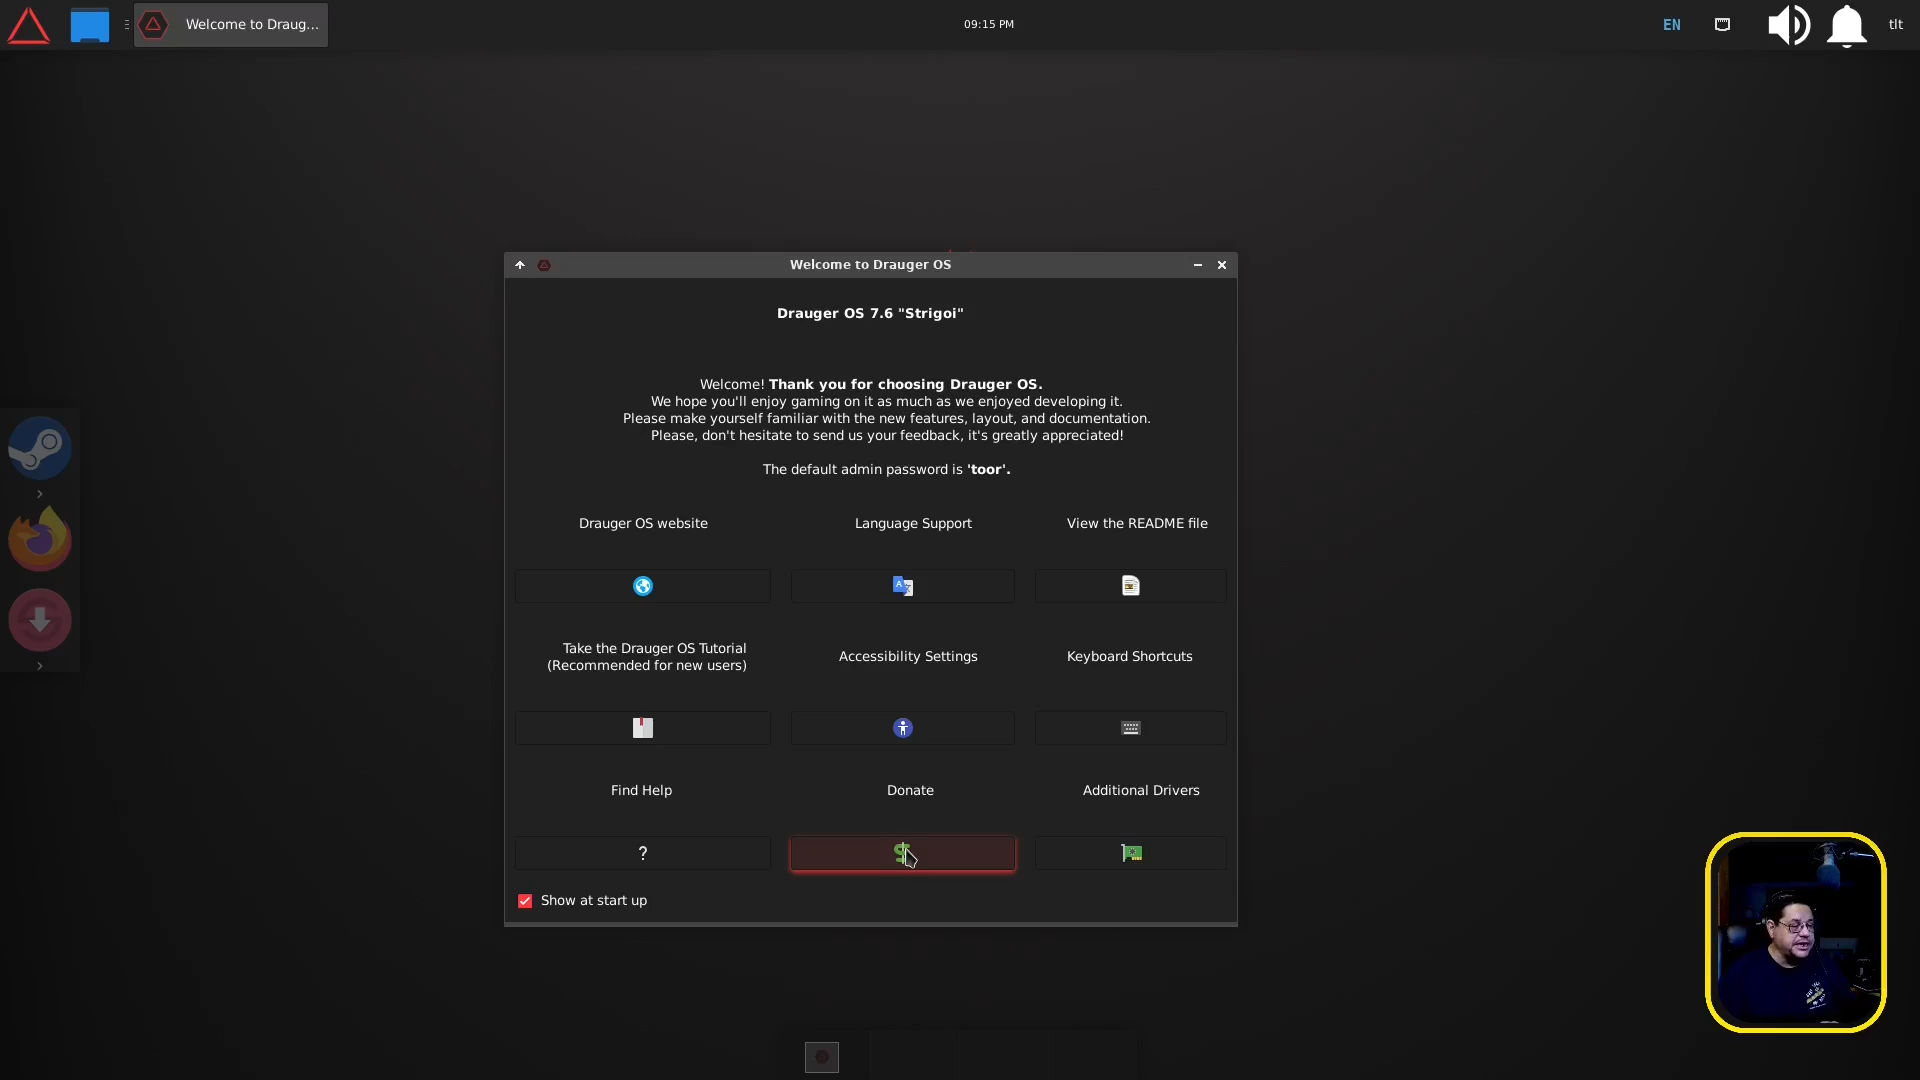 Welcome to Draug...
09:15 PM
EN
tlt
Welcome to Drauger OS
Drauger OS 7.6 "Strigoi"
Welcome! Thank you for choosing Drauger OS.
We hope you'll enjoy gaming on it as much as we enjoyed developing it.
Please make yourself familiar with the new features, layout, and documentation.
Please, don't hesitate to send us your feedback, it's greatly appreciated!
The default admin password is 'toor'.
Drauger OS website
Language Support
View the README file
Take the Drauger OS Tutorial
(Recommended for new users)
Accessibility Settings
Keyboard Shortcuts
Find Help
Donate
Additional Drivers
?
$
Show at start up